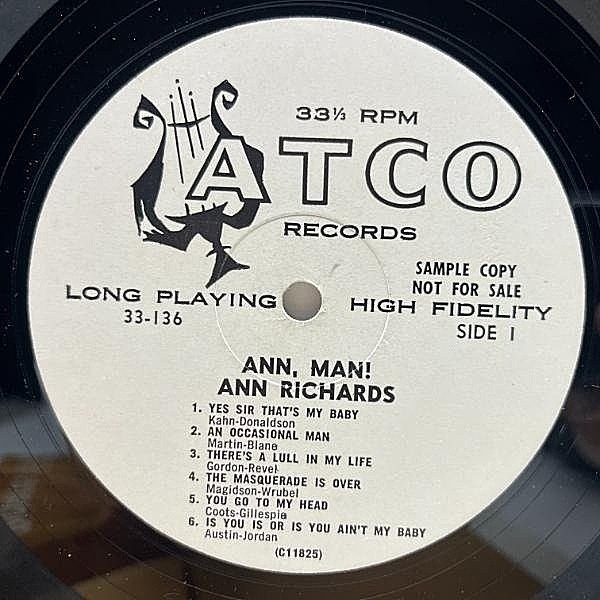 33⅓ RPM
ATCO
RECORDS
SAMPLE COPY
NOT FOR SALE
LONG PLAYING
HIGH FIDELITY
33-136
SIDE 1
ANN, MAN!
ANN RICHARDS
1. YES SIR THAT'S MY BABY
Kahn-Donaldson
2. AN OCCASIONAL MAN
Martin-Blane
3. THERE'S A LULL IN MY LIFE
Gordon-Revel
4. THE MASQUERADE IS OVER
Magidson-Wrubel
5. YOU GO TO MY HEAD
Coots-Gillespie
6. IS YOU IS OR IS YOU AIN'T MY BABY
Austin-Jordan
(C11825)